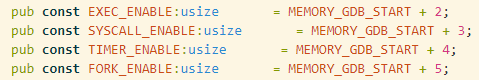 pub const EXEC_ENABLE:usize = MEMORY_GDB_START + 2;
pub const SYSCALL_ENABLE:usize = MEMORY_GDB_START + 3;
pub const TIMER_ENABLE:usize = MEMORY_GDB_START + 4;
pub const FORK_ENABLE:usize = MEMORY_GDB_START + 5;